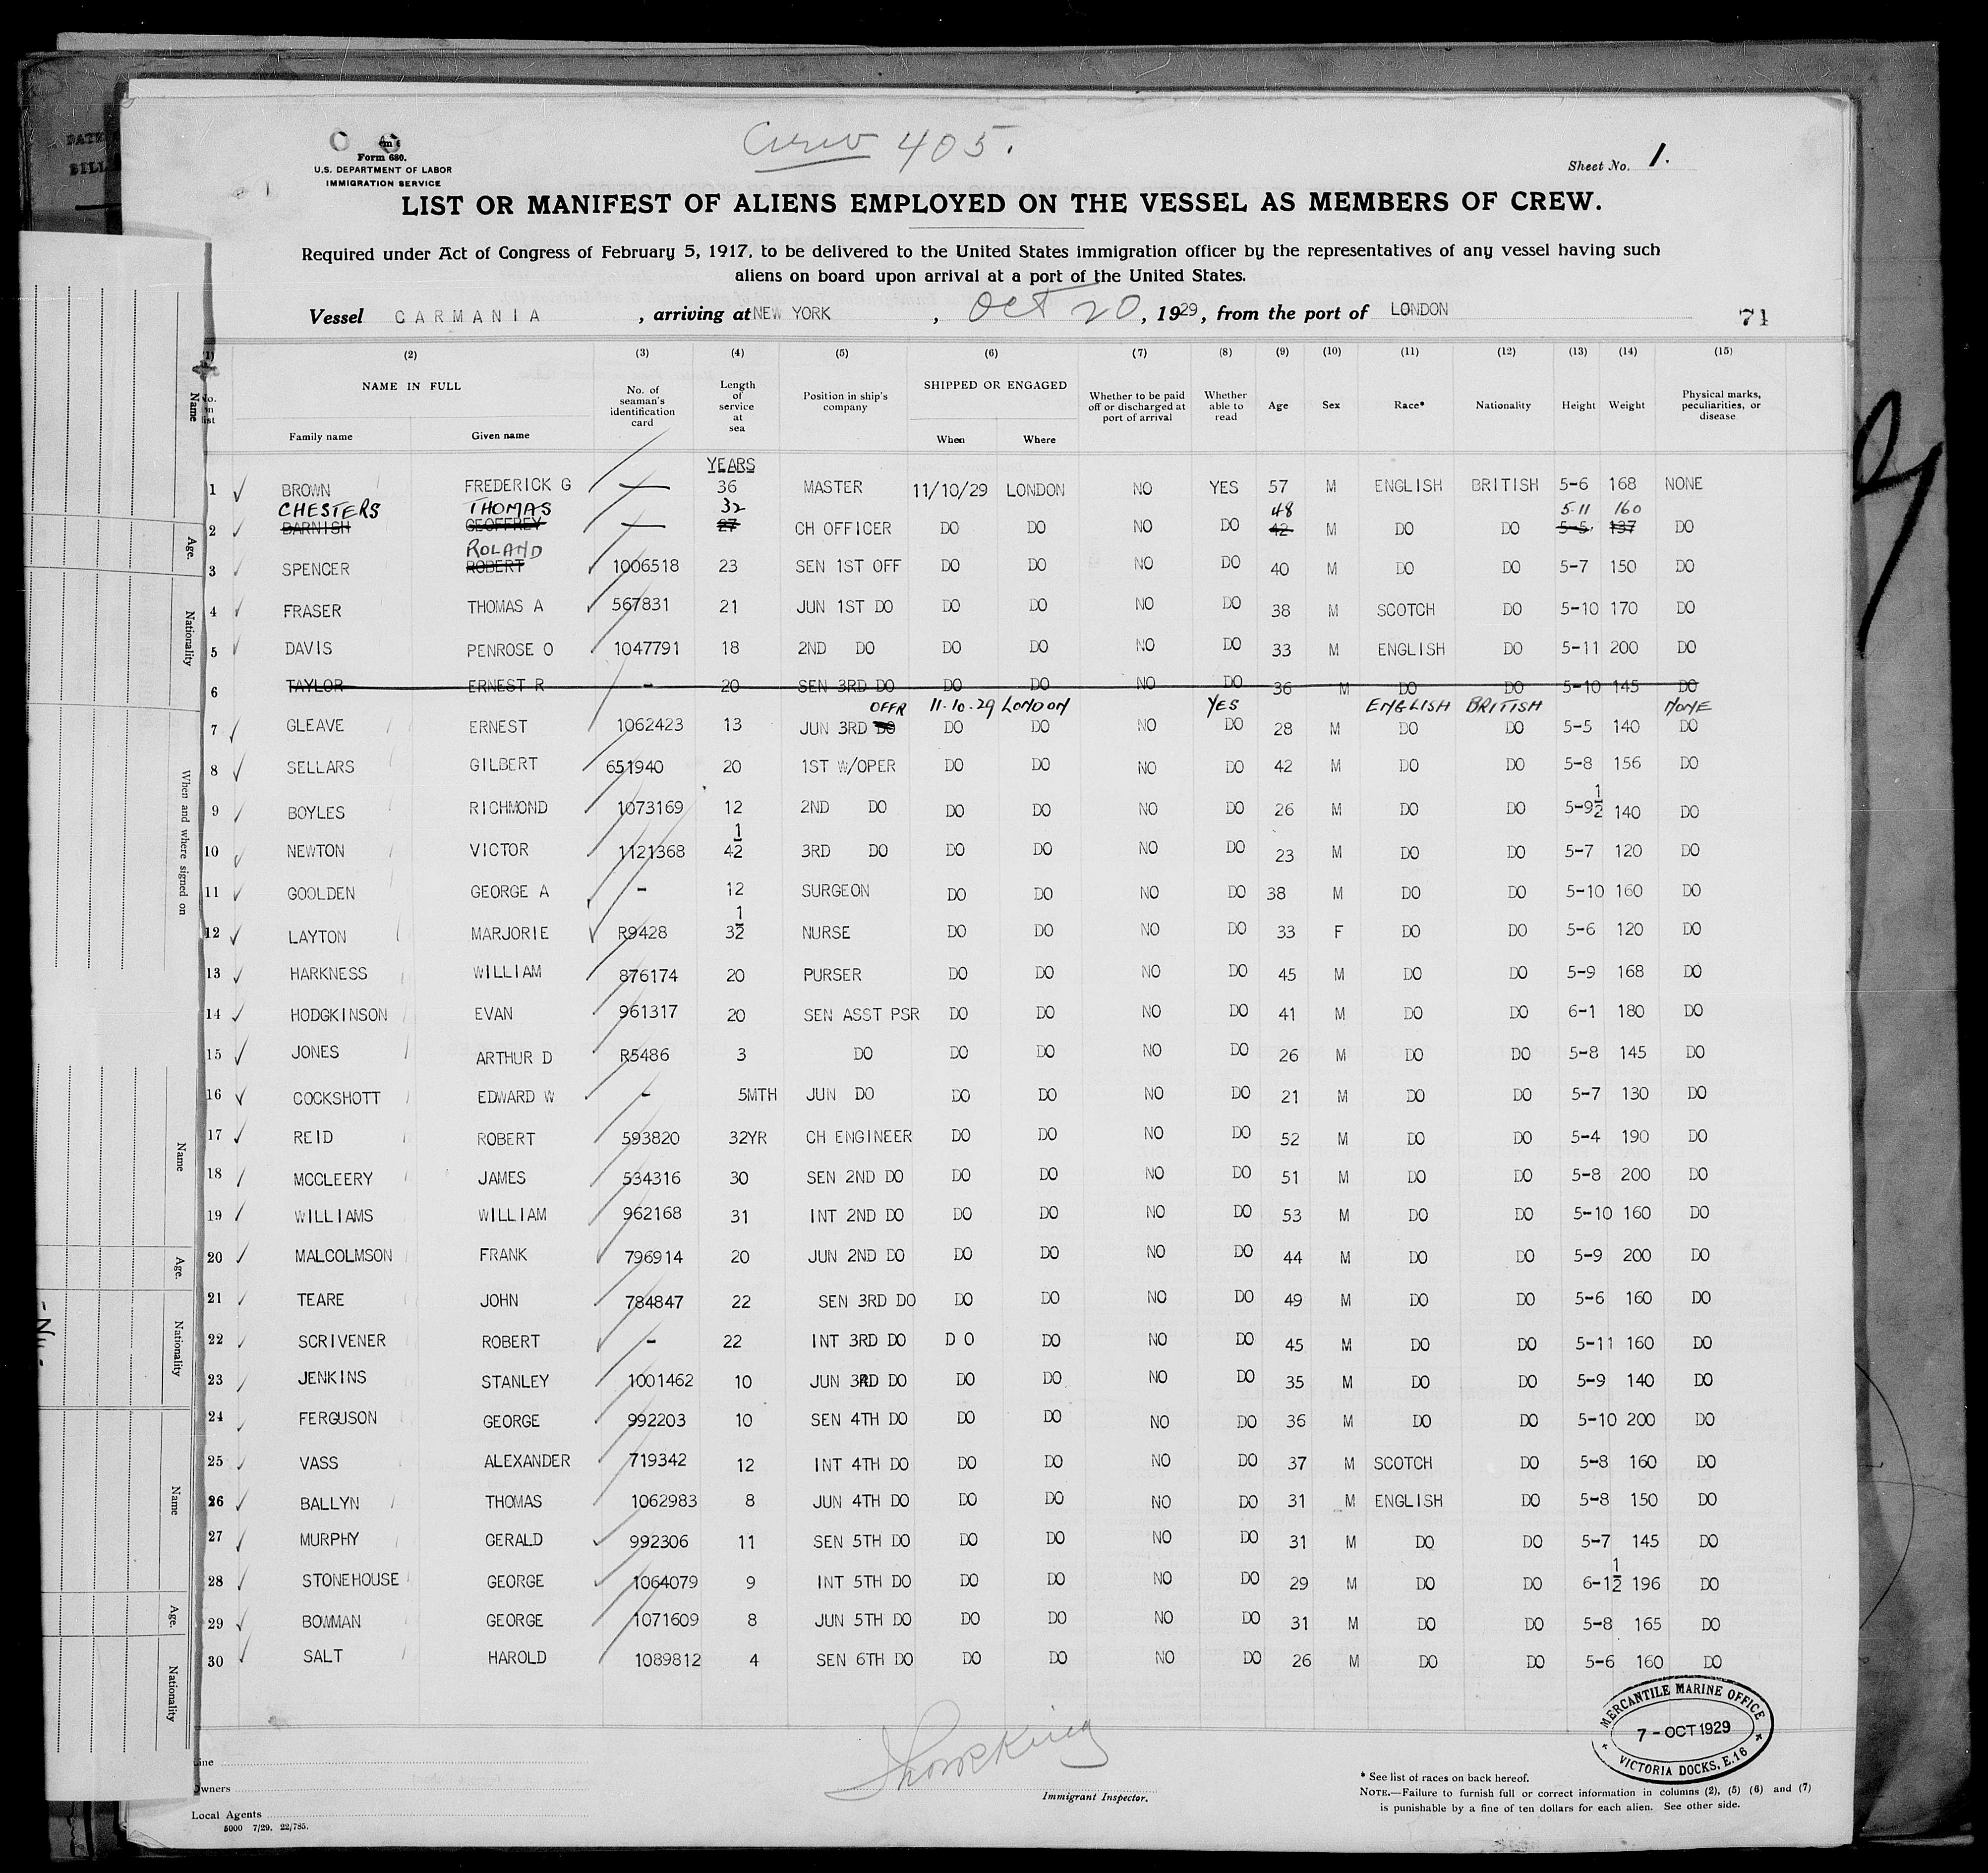 Crew 405.
Form 680.
U.S. DEPARTMENT OF LABOR
IMMIGRATION SERVICE
Sheet No. 1.
LIST OR MANIFEST OF ALIENS EMPLOYED ON THE VESSEL AS MEMBERS OF CREW.
Required under Act of Congress of February 5, 1917, to be delivered to the United States immigration officer by the representatives of any vessel having such
aliens on board upon arrival at a port of the United States.
Vessel CARMANIA, arriving at NEW YORK, Oct 20, 1929, from the port of LONDON
71
(1) (2) (3) (4) (5) (6) (7) (8) (9) (10) (11) (12) (13) (14) (15)
No. on list NAME IN FULL Family name Given name No. of seaman's identification card Length of service at sea Position in ship's company SHIPPED OR ENGAGED When Where Whether to be paid off or discharged at port of arrival Whether able to read Age Sex Race* Nationality Height Weight Physical marks, peculiarities, or disease
YEARS
1 BROWN FREDERICK G — 36 MASTER 11/10/29 LONDON NO YES 57 M ENGLISH BRITISH 5-6 168 NONE
CHESTERS THOMAS 32 48 5-11 160
2 BARNISH GEOFFREY — 27 CH OFFICER DO DO NO DO 42 M DO DO 5-5 137 DO
ROLAND
3 SPENCER ROBERT 1006518 23 SEN 1ST OFF DO DO NO DO 40 M DO DO 5-7 150 DO
4 FRASER THOMAS A 567831 21 JUN 1ST DO DO DO NO DO 38 M SCOTCH DO 5-10 170 DO
5 DAVIS PENROSE O 1047791 18 2ND DO DO DO NO DO 33 M ENGLISH DO 5-11 200 DO
6 TAYLOR ERNEST R - 20 SEN 3RD DO DO DO NO DO 36 M DO DO 5-10 145 DO
OFFR 11-10-29 LONDON YES ENGLISH BRITISH NONE
7 GLEAVE ERNEST 1062423 13 JUN 3RD DO DO DO NO DO 28 M DO DO 5-5 140 DO
8 SELLARS GILBERT 651940 20 1ST W/OPER DO DO NO DO 42 M DO DO 5-8 156 DO
9 BOYLES RICHMOND 1073169 12 2ND DO DO DO NO DO 26 M DO DO 5-9½ 140 DO
10 NEWTON VICTOR 1121368 4½ 3RD DO DO DO NO DO 23 M DO DO 5-7 120 DO
11 GOOLDEN GEORGE A - 12 SURGEON DO DO NO DO 38 M DO DO 5-10 160 DO
12 LAYTON MARJORIE R9428 3½ NURSE DO DO NO DO 33 F DO DO 5-6 120 DO
13 HARKNESS WILLIAM 876174 20 PURSER DO DO NO DO 45 M DO DO 5-9 168 DO
14 HODGKINSON EVAN 961317 20 SEN ASST PSR DO DO NO DO 41 M DO DO 6-1 180 DO
15 JONES ARTHUR D R5486 3 DO DO DO NO DO 26 M DO DO 5-8 145 DO
16 COCKSHOTT EDWARD W - 5MTH JUN DO DO DO NO DO 21 M DO DO 5-7 130 DO
17 REID ROBERT 593820 32YR CH ENGINEER DO DO NO DO 52 M DO DO 5-4 190 DO
18 MCCLEERY JAMES 534316 30 SEN 2ND DO DO DO NO DO 51 M DO DO 5-8 200 DO
19 WILLIAMS WILLIAM 962168 31 INT 2ND DO DO DO NO DO 53 M DO DO 5-10 160 DO
20 MALCOLMSON FRANK 796914 20 JUN 2ND DO DO DO NO DO 44 M DO DO 5-9 200 DO
21 TEARE JOHN 784847 22 SEN 3RD DO DO DO NO DO 49 M DO DO 5-6 160 DO
22 SCRIVENER ROBERT - 22 INT 3RD DO D O DO NO DO 45 M DO DO 5-11 160 DO
23 JENKINS STANLEY 1001462 10 JUN 3RD DO DO DO NO DO 35 M DO DO 5-9 140 DO
24 FERGUSON GEORGE 992203 10 SEN 4TH DO DO DO NO DO 36 M DO DO 5-10 200 DO
25 VASS ALEXANDER 719342 12 INT 4TH DO DO DO NO DO 37 M SCOTCH DO 5-8 160 DO
26 BALLYN THOMAS 1062983 8 JUN 4TH DO DO DO NO DO 31 M ENGLISH DO 5-8 150 DO
27 MURPHY GERALD 992306 11 SEN 5TH DO DO DO NO DO 31 M DO DO 5-7 145 DO
28 STONEHOUSE GEORGE 1064079 9 INT 5TH DO DO DO NO DO 29 M DO DO 6-1½ 196 DO
29 BOWMAN GEORGE 1071609 8 JUN 5TH DO DO DO NO DO 31 M DO DO 5-8 165 DO
30 SALT HAROLD 1089812 4 SEN 6TH DO DO DO NO DO 26 M DO DO 5-6 160 DO
MERCANTILE MARINE OFFICE
7 - OCT 1929
VICTORIA DOCKS, E.16
Line
Owners
Local Agents
5000 7/29. 22/785.
Immigrant Inspector.
* See list of races on back hereof.
NOTE.—Failure to furnish full or correct information in columns (2), (5) (6) and (7)
is punishable by a fine of ten dollars for each alien. See other side.
Name
Age.
Nationality
When and where signed on
Name
Age.
Nationality
Name
Age.
Nationality